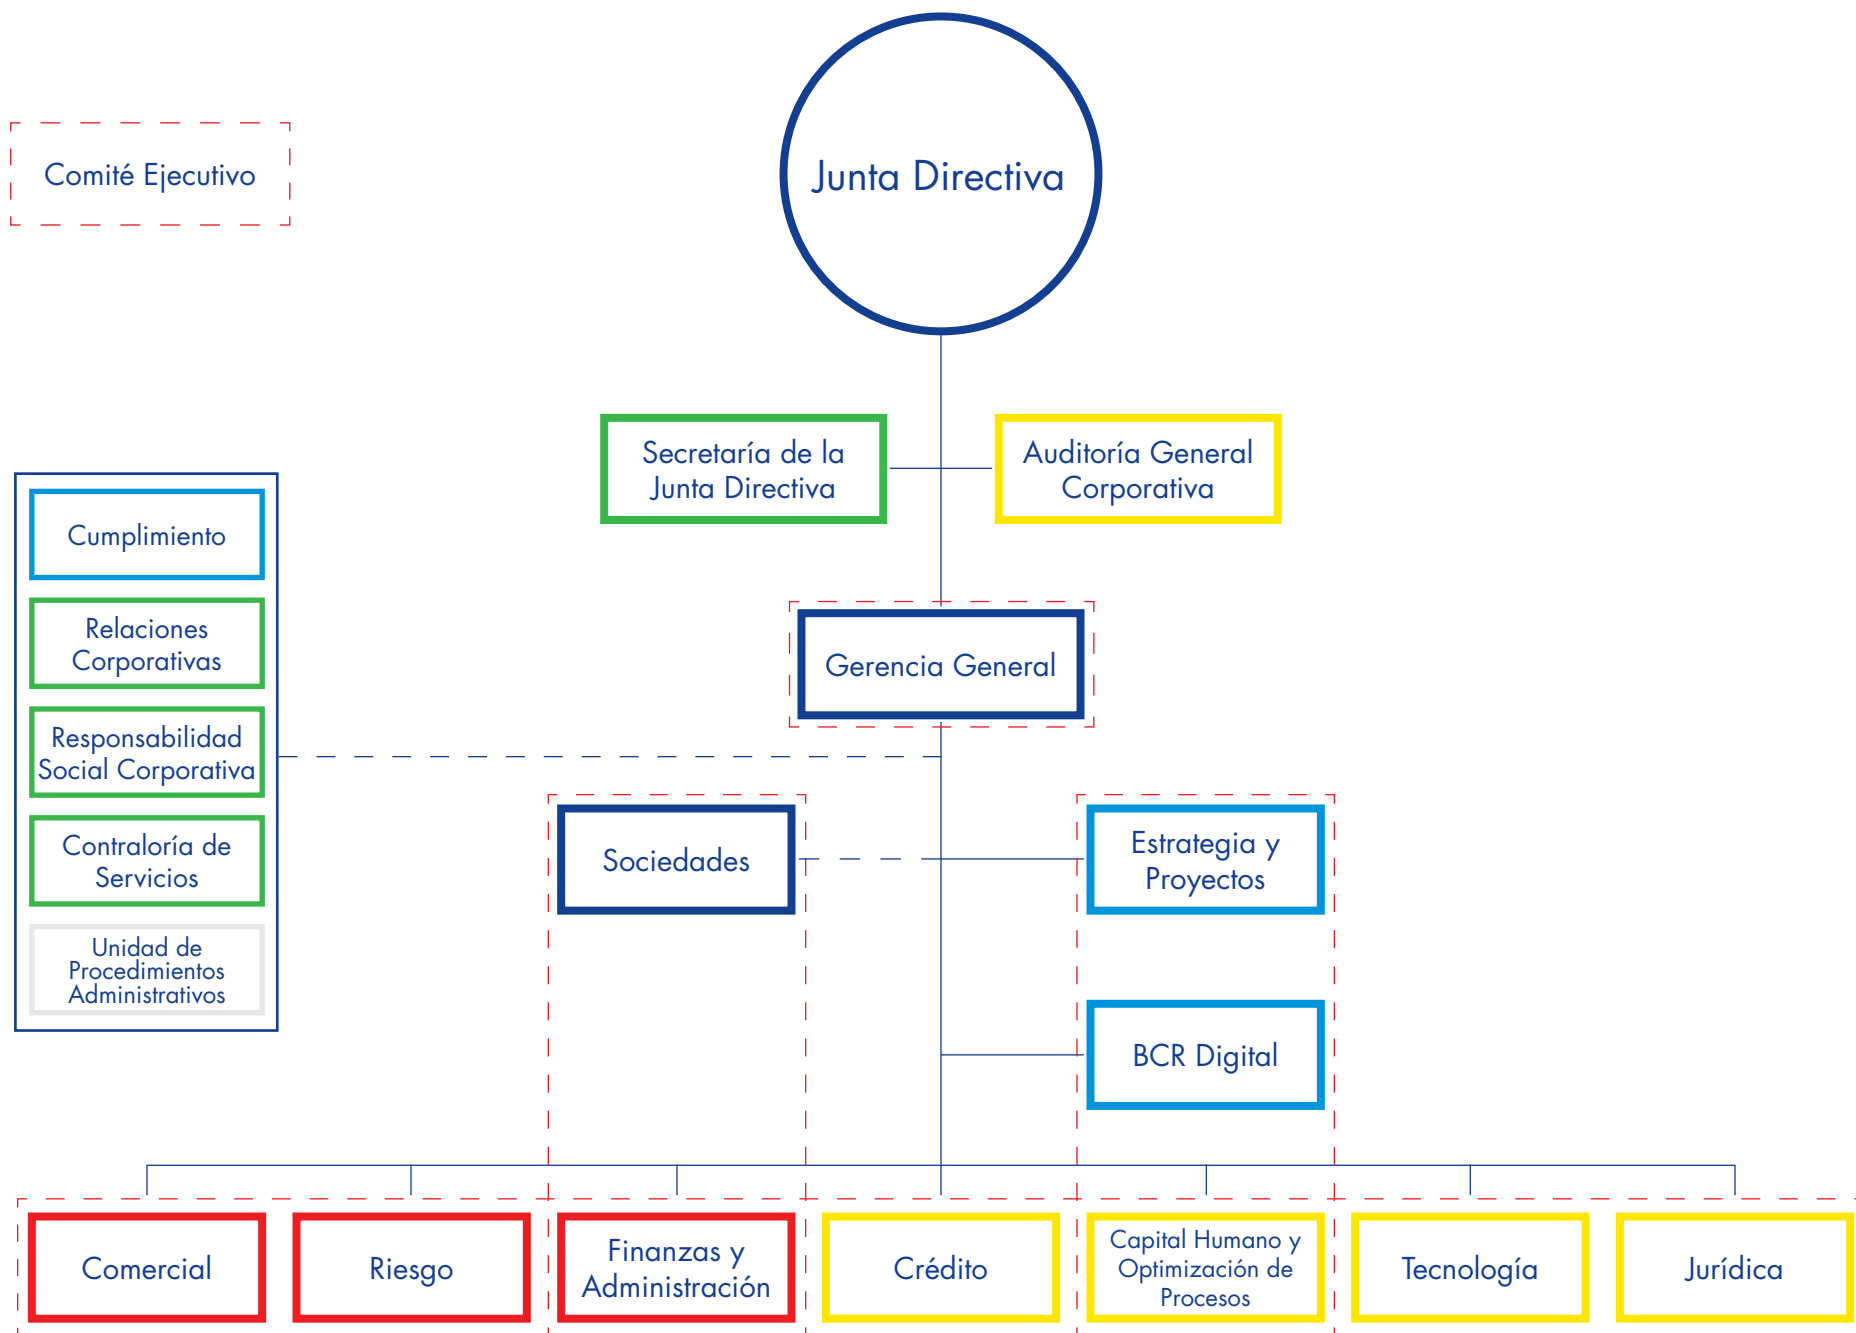 Comité Ejecutivo
Junta Directiva
Secretaría de la
Junta Directiva
Auditoría General
Corporativa
Cumplimiento
Relaciones
Corporativas
Responsabilidad
Social Corporativa
Contraloría de
Servicios
Unidad de
Procedimientos
Administrativos
Gerencia General
Sociedades
Estrategia y
Proyectos
BCR Digital
Comercial
Riesgo
Finanzas y
Administración
Crédito
Capital Humano y
Optimización de
Procesos
Tecnología
Jurídica